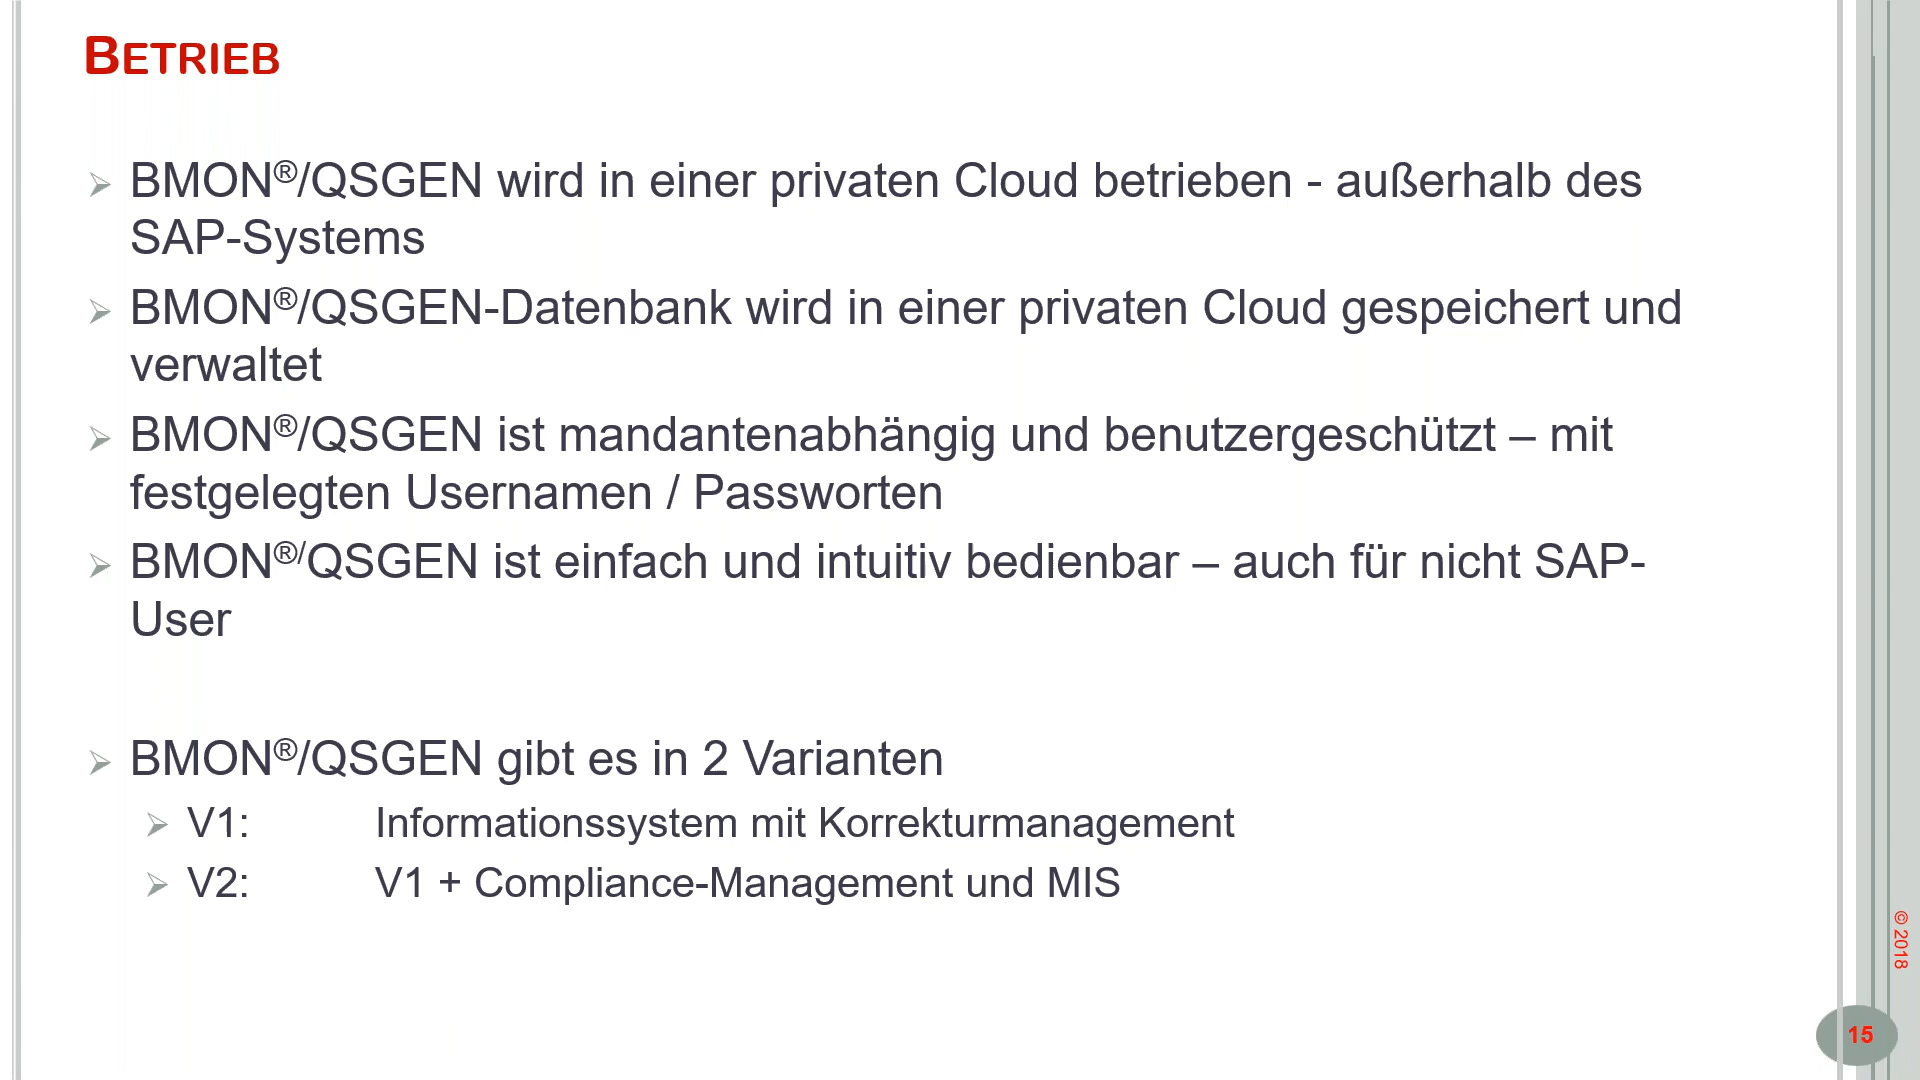 BETRIEB
BMON®/QSGEN wird in einer privaten Cloud betrieben - außerhalb des
SAP-Systems
BMON®/QSGEN-Datenbank wird in einer privaten Cloud gespeichert und
verwaltet
BMON®/QSGEN ist mandantenabhängig und benutzergeschützt – mit
festgelegten Usernamen / Passworten
BMON®/QSGEN ist einfach und intuitiv bedienbar – auch für nicht SAP-
User
BMON®/QSGEN gibt es in 2 Varianten
V1: Informationssystem mit Korrekturmanagement
V2: V1 + Compliance-Management und MIS
© 2018
15